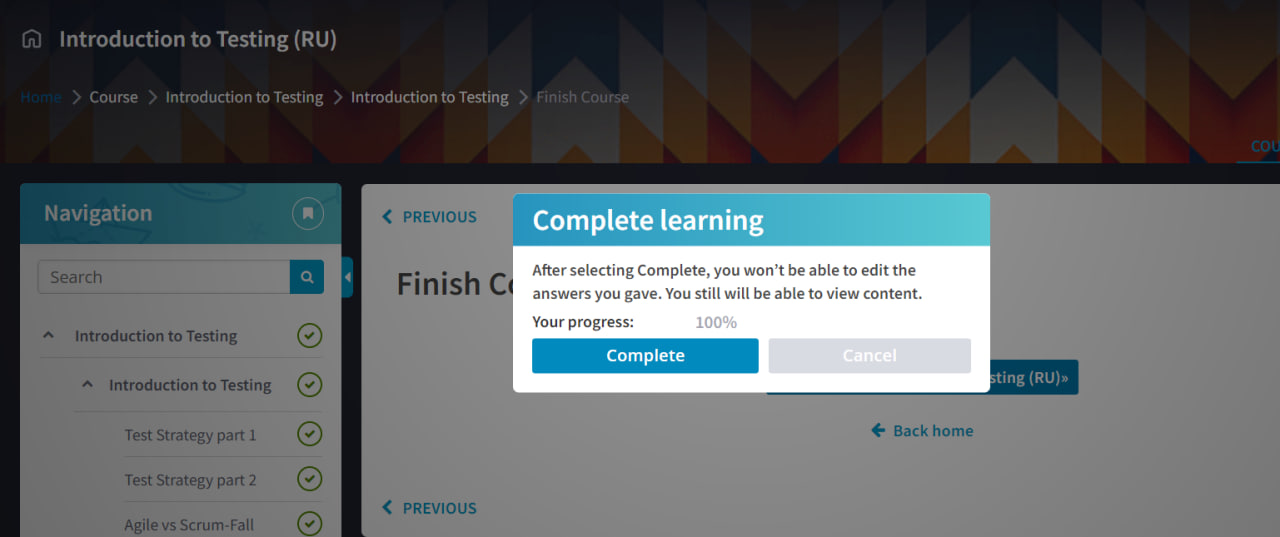 Introduction to Testing (RU)
Home Course Introduction to Testing Introduction to Testing Finish Course
COU
Navigation
Search
Introduction to Testing
Introduction to Testing
Test Strategy part 1
Test Strategy part 2
Agile vs Scrum-Fall
PREVIOUS
Finish Co
Complete learning
After selecting Complete, you won't be able to edit the
answers you gave. You still will be able to view content.
Your progress: 100%
Complete Cancel
sting (RU)»
Back home
PREVIOUS